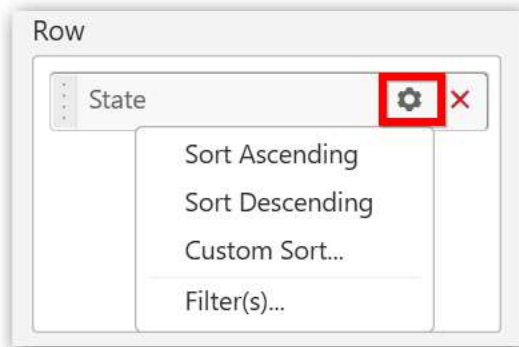 Row
State
Sort Ascending
Sort Descending
Custom Sort...
Filter(s)...